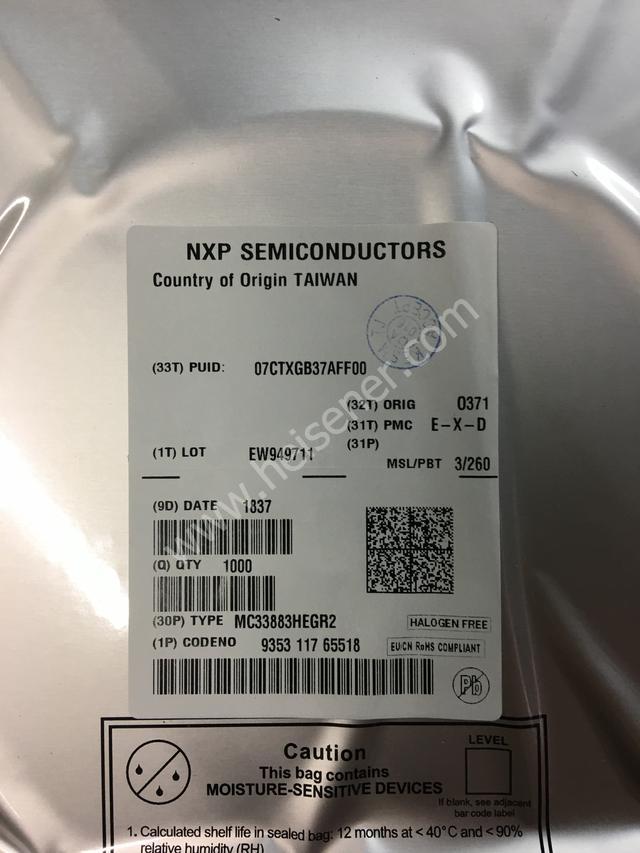 NXP SEMICONDUCTORS
Country of Origin TAIWAN
(33T) PUID: 07CTXGB37AFF00
(32T) ORIG 0371
(31T) PMC E-X-D
(31P)
(1T) LOT EW949711
MSL/PBT 3/260
(9D) DATE 1837
(Q) QTY 1000
(30P) TYPE MC33883HEGR2
HALOGEN FREE
(1P) CODENO 9353 117 65518
EU/CN RoHS COMPLIANT
Pb
www.heisener.com
Caution
This bag contains
MOISTURE-SENSITIVE DEVICES
LEVEL
If blank, see adjacent
bar code label
1. Calculated shelf life in sealed bag: 12 months at < 40°C and < 90%
relative humidity (RH)